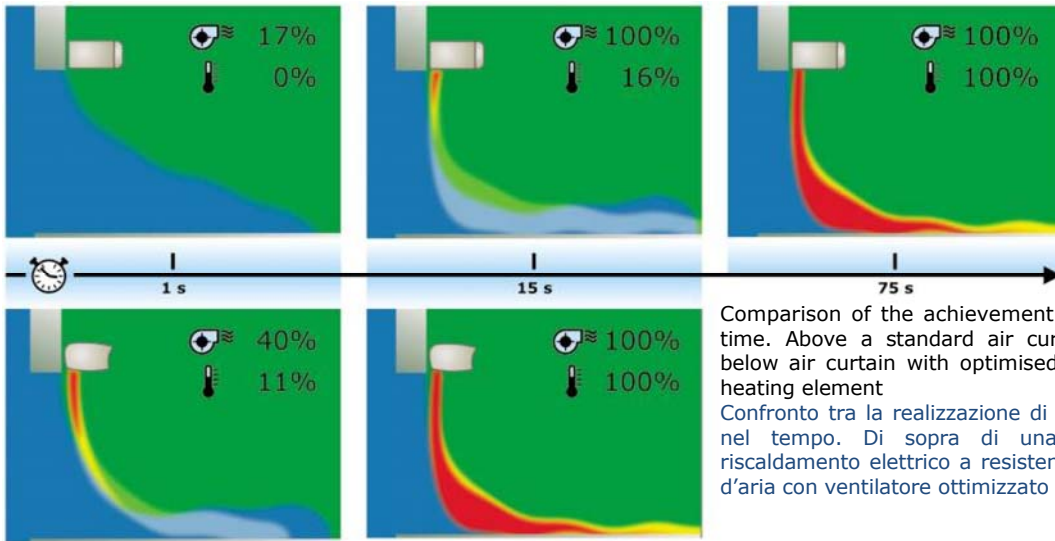 17%
0%
100%
16%
100%
100%
1 s
15 s
75 s
40%
11%
100%
100%
Comparison of the achievement
time. Above a standard air cur
below air curtain with optimised
heating element
Confronto tra la realizzazione di
nel tempo. Di sopra di una
riscaldamento elettrico a resisten
d’aria con ventilatore ottimizzato